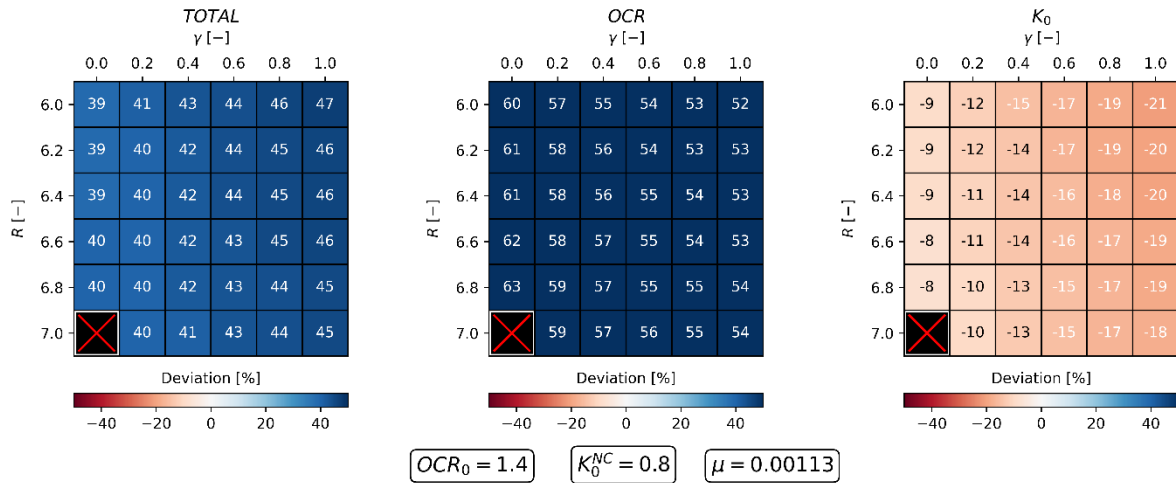 TOTAL OCR K₀
γ [−] γ [−] γ [−]
0.0 0.2 0.4 0.6 0.8 1.0 0.0 0.2 0.4 0.6 0.8 1.0 0.0 0.2 0.4 0.6 0.8 1.0
6.0 39 41 43 44 46 47 6.0 60 57 55 54 53 52 6.0 -9 -12 -15 -17 -19 -21
6.2 39 40 42 44 45 46 6.2 61 58 56 54 53 53 6.2 -9 -12 -14 -17 -19 -20
6.4 39 40 42 44 45 46 6.4 61 58 56 55 54 53 6.4 -9 -11 -14 -16 -18 -20
R [−] R [−] R [−]
6.6 40 40 42 43 45 46 6.6 62 58 57 55 54 53 6.6 -8 -11 -14 -16 -17 -19
6.8 40 40 42 43 44 45 6.8 63 59 57 55 55 54 6.8 -8 -10 -13 -15 -17 -19
7.0 40 41 43 44 45 7.0 59 57 56 55 54 7.0 -10 -13 -15 -17 -18
Deviation [%] Deviation [%] Deviation [%]
−40 −20 0 20 40 −40 −20 0 20 40 −40 −20 0 20 40
OCR₀ = 1.4 K₀ᴺᶜ = 0.8 μ = 0.00113